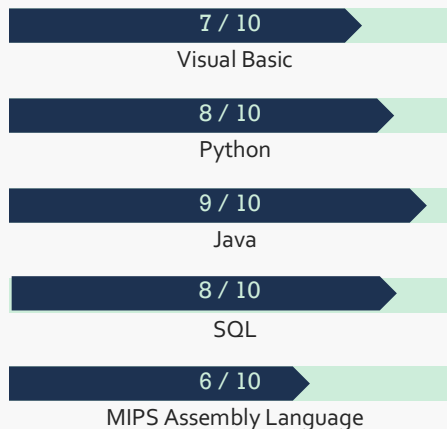 7 / 10
Visual Basic
8 / 10
Python
9 / 10
Java
8 / 10
SQL
6 / 10
MIPS Assembly Language